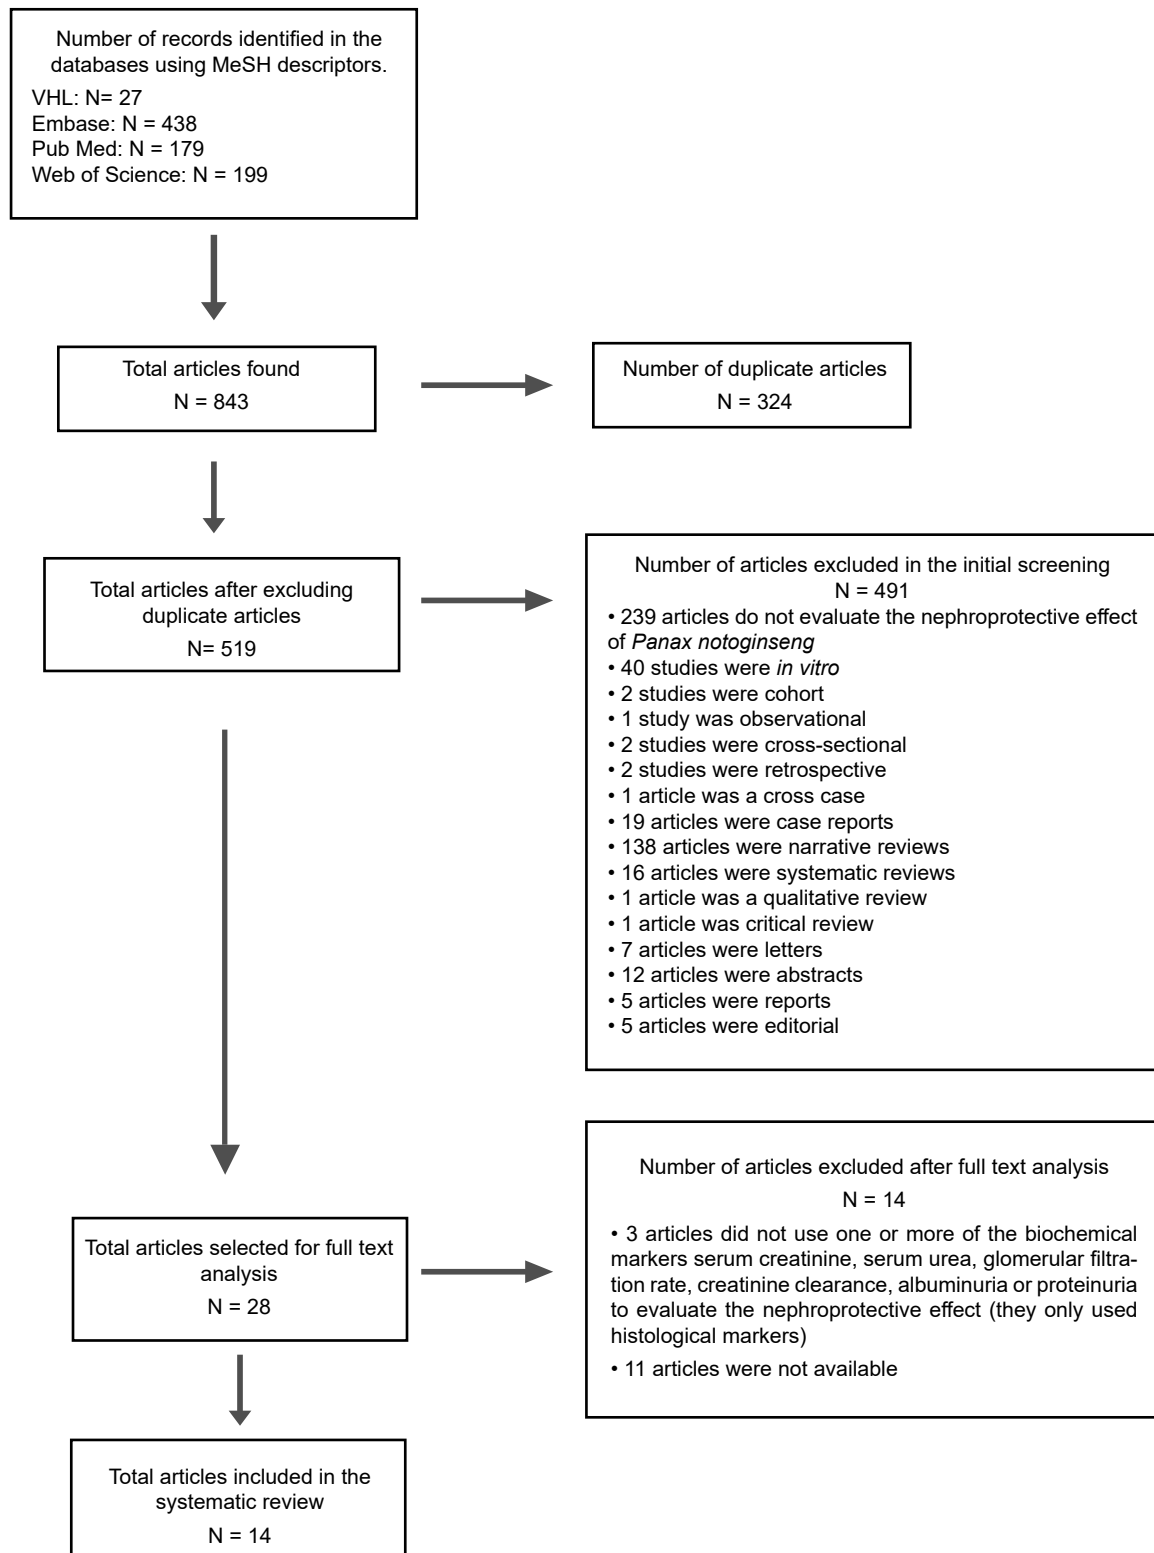 Number of records identified in the
databases using MeSH descriptors.
VHL: N= 27
Embase: N = 438
Pub Med: N = 179
Web of Science: N = 199
Total articles found
N = 843
Number of duplicate articles
N = 324
Total articles after excluding
duplicate articles
N= 519
Number of articles excluded in the initial screening
N = 491
• 239 articles do not evaluate the nephroprotective effect
of Panax notoginseng
• 40 studies were in vitro
• 2 studies were cohort
• 1 study was observational
• 2 studies were cross-sectional
• 2 studies were retrospective
• 1 article was a cross case
• 19 articles were case reports
• 138 articles were narrative reviews
• 16 articles were systematic reviews
• 1 article was a qualitative review
• 1 article was critical review
• 7 articles were letters
• 12 articles were abstracts
• 5 articles were reports
• 5 articles were editorial
Total articles selected for full text
analysis
N = 28
Number of articles excluded after full text analysis
N = 14
• 3 articles did not use one or more of the biochemical
markers serum creatinine, serum urea, glomerular filtra-
tion rate, creatinine clearance, albuminuria or proteinuria
to evaluate the nephroprotective effect (they only used
histological markers)
• 11 articles were not available
Total articles included in the
systematic review
N = 14